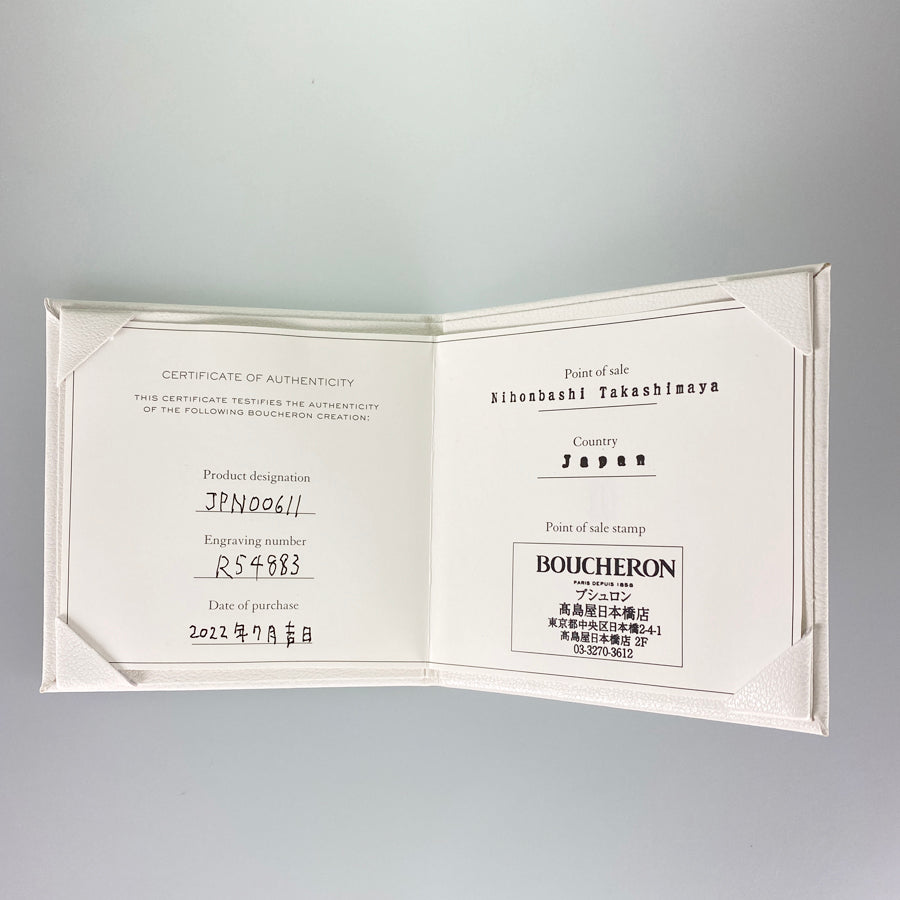 CERTIFICATE OF AUTHENTICITY
THIS CERTIFICATE TESTIFIES THE AUTHENTICITY
OF THE FOLLOWING BOUCHERON CREATION:
Product designation
JPN00611
Engraving number
R54883
Date of purchase
2022年7月吉日
Point of sale
Nihonbashi Takashimaya
Country
Japan
Point of sale stamp
BOUCHERON
PARIS DEPUIS 1858
ブシュロン
髙島屋日本橋店
東京都中央区日本橋2-4-1
髙島屋日本橋店 2F
03-3270-3612